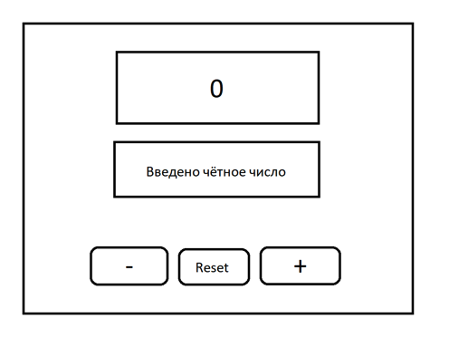 0
Введено чётное число
- Reset +